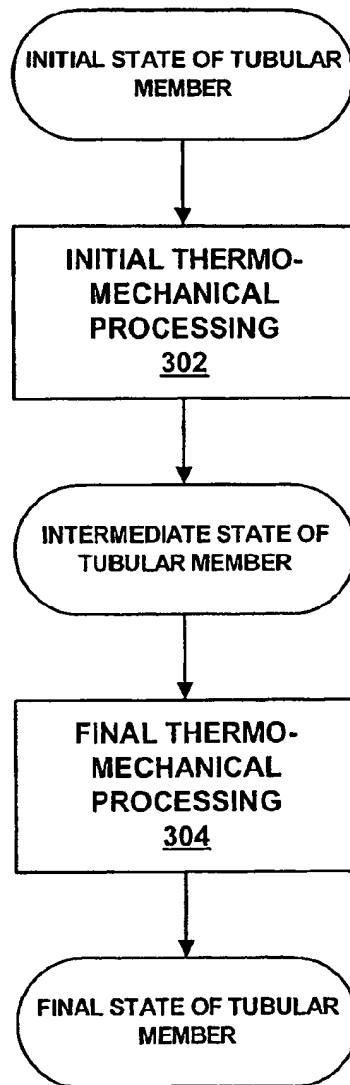 INITIAL STATE OF TUBULAR
MEMBER
INITIAL THERMO-
MECHANICAL
PROCESSING
302
INTERMEDIATE STATE OF
TUBULAR MEMBER
FINAL THERMO-
MECHANICAL
PROCESSING
304
FINAL STATE OF TUBULAR
MEMBER